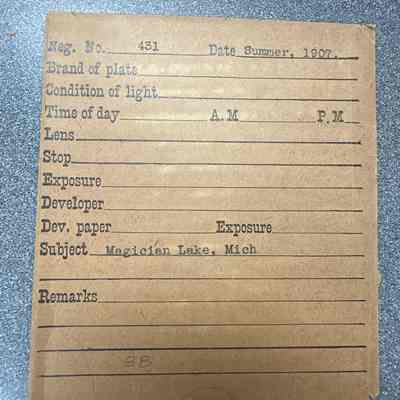 Neg. No. 431 Date Summer, 1907.
Brand of plate
Condition of light
Time of day A.M P.M
Lens
Stop
Exposure
Developer
Dev. paper Exposure
Subject Magician Lake, Mich
Remarks